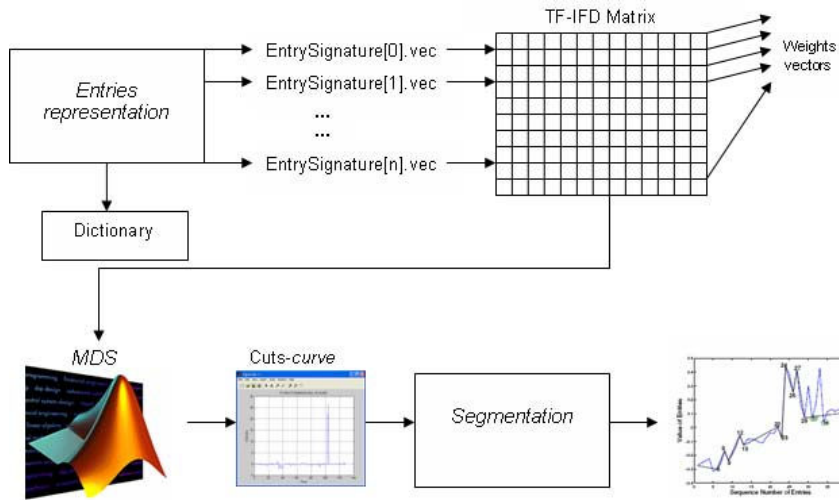 TF-IFD Matrix
EntrySignature[0].vec
EntrySignature[1].vec
...
...
EntrySignature[n].vec
Weights
vectors
Entries
representation
Dictionary
MDS
Cuts-curve
Segmentation
Value of Entries
Sequence Number of Entries